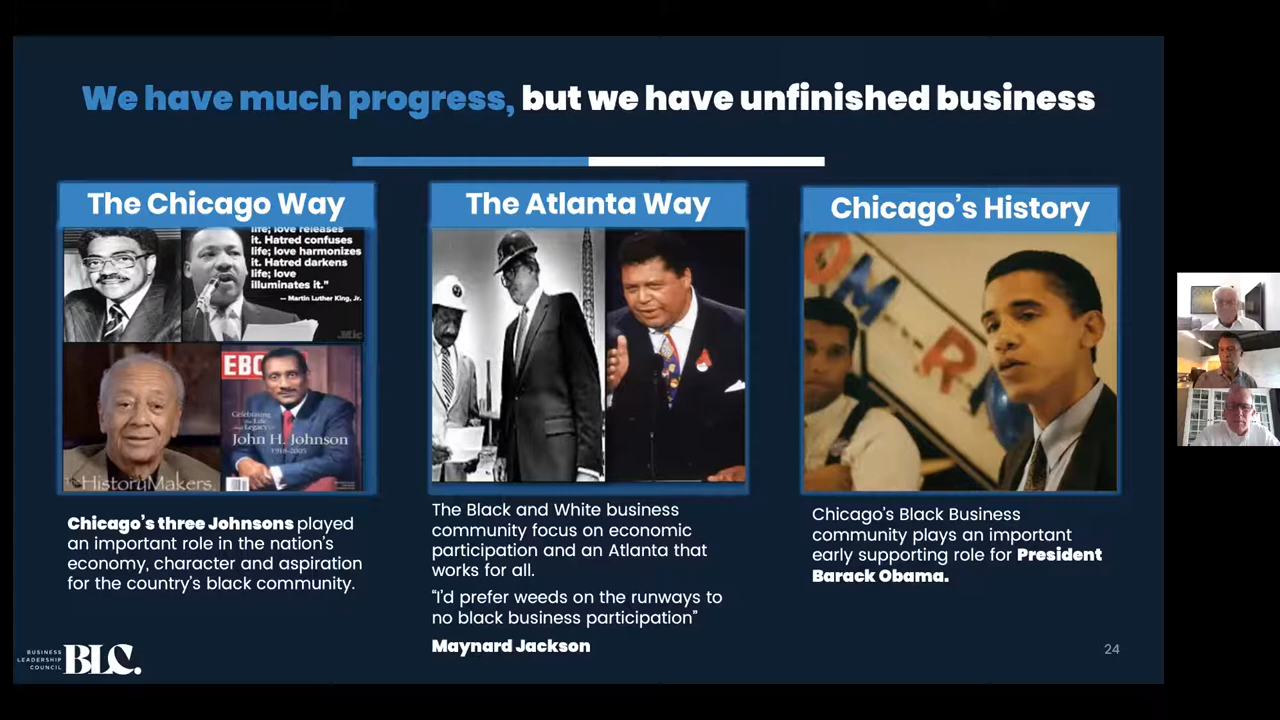 We have much progress, but we have unfinished business
The Chicago Way
life; love releases
it. Hatred confuses
life; love harmonizes
it. Hatred darkens
life; love
illuminates it."
— Martin Luther King, Jr.
Mic
EBO
Celebrating
the Life
and Legacy
John H. Johnson
1918-2005
The HistoryMakers.
Chicago's three Johnsons played
an important role in the nation's
economy, character and aspiration
for the country's black community.
The Atlanta Way
The Black and White business
community focus on economic
participation and an Atlanta that
works for all.
"I'd prefer weeds on the runways to
no black business participation"
Maynard Jackson
Chicago's History
OM
R
Chicago's Black Business
community plays an important
early supporting role for President
Barack Obama.
BUSINESS
LEADERSHIP
COUNCIL
BLC.
24